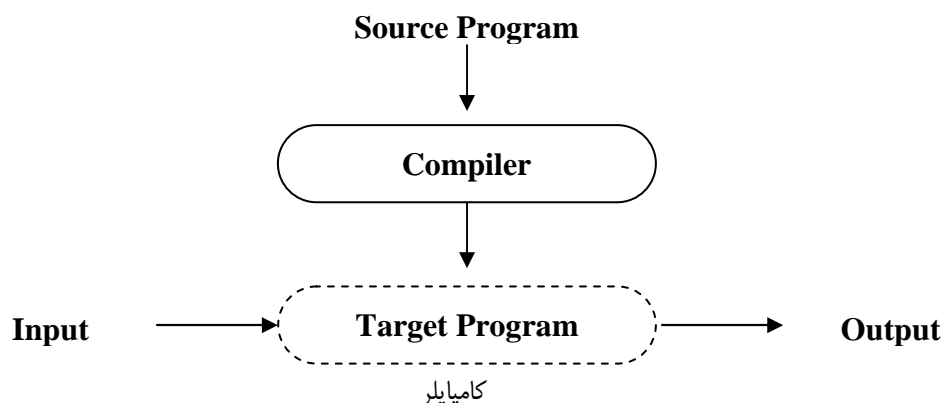 Source Program
Compiler
Input Target Program Output
کامپایلر